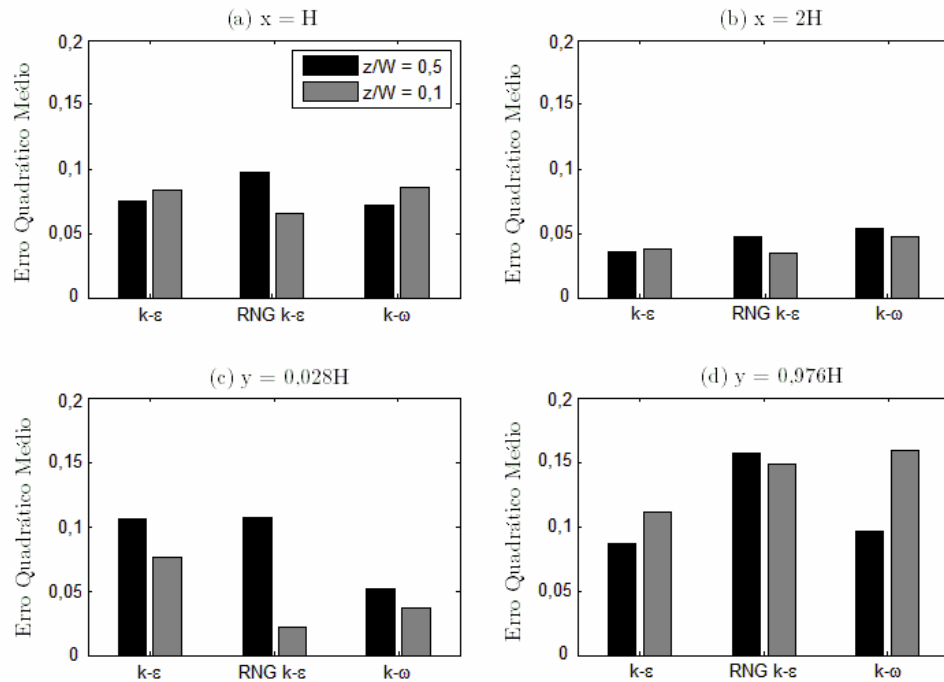 (a) x = H
Erro Quadrático Médio
0,2
0,15
0,1
0,05
0
z/W = 0,5
z/W = 0,1
k-ε
RNG k-ε
k-ω
(b) x = 2H
Erro Quadrático Médio
0,2
0,15
0,1
0,05
0
k-ε
RNG k-ε
k-ω
(c) y = 0,028H
Erro Quadrático Médio
0,2
0,15
0,1
0,05
0
k-ε
RNG k-ε
k-ω
(d) y = 0,976H
Erro Quadrático Médio
0,2
0,15
0,1
0,05
0
k-ε
RNG k-ε
k-ω